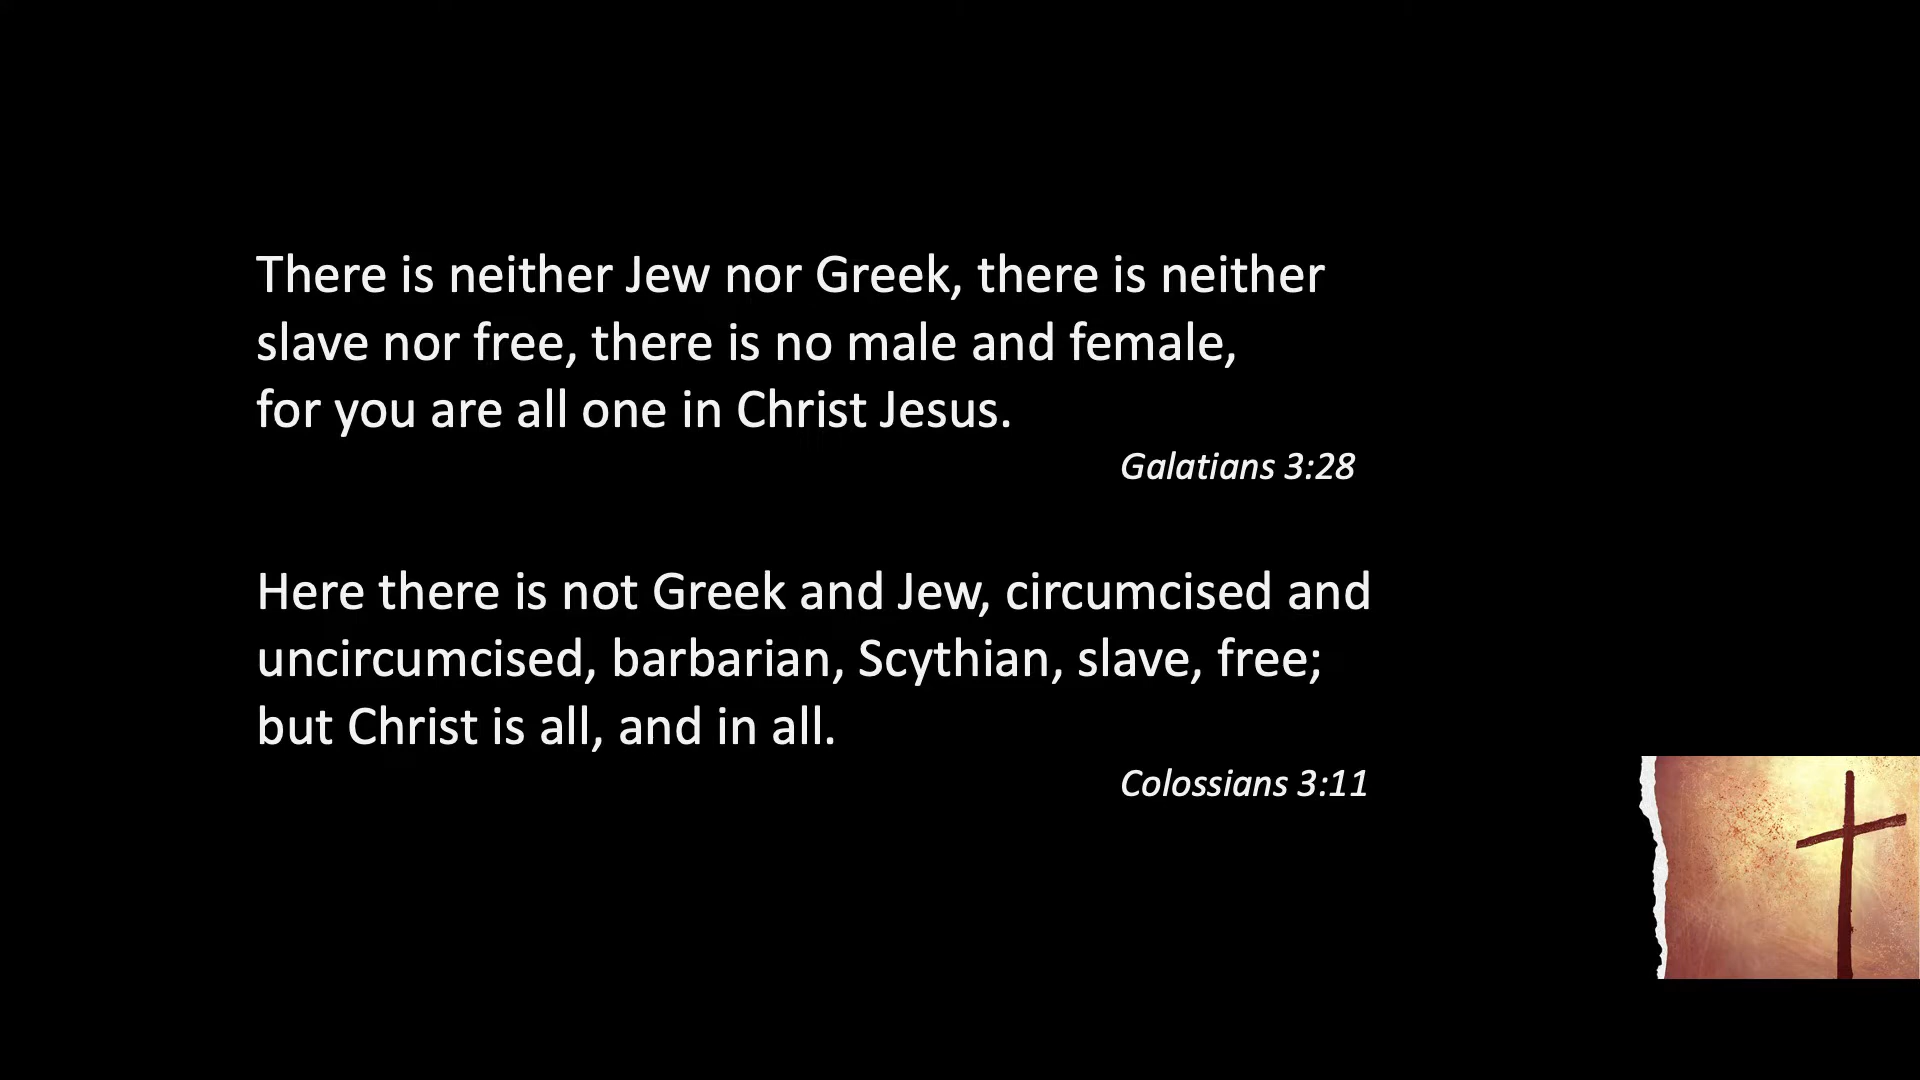 There is neither Jew nor Greek, there is neither
slave nor free, there is no male and female,
for you are all one in Christ Jesus.
Galatians 3:28
Here there is not Greek and Jew, circumcised and
uncircumcised, barbarian, Scythian, slave, free;
but Christ is all, and in all.
Colossians 3:11